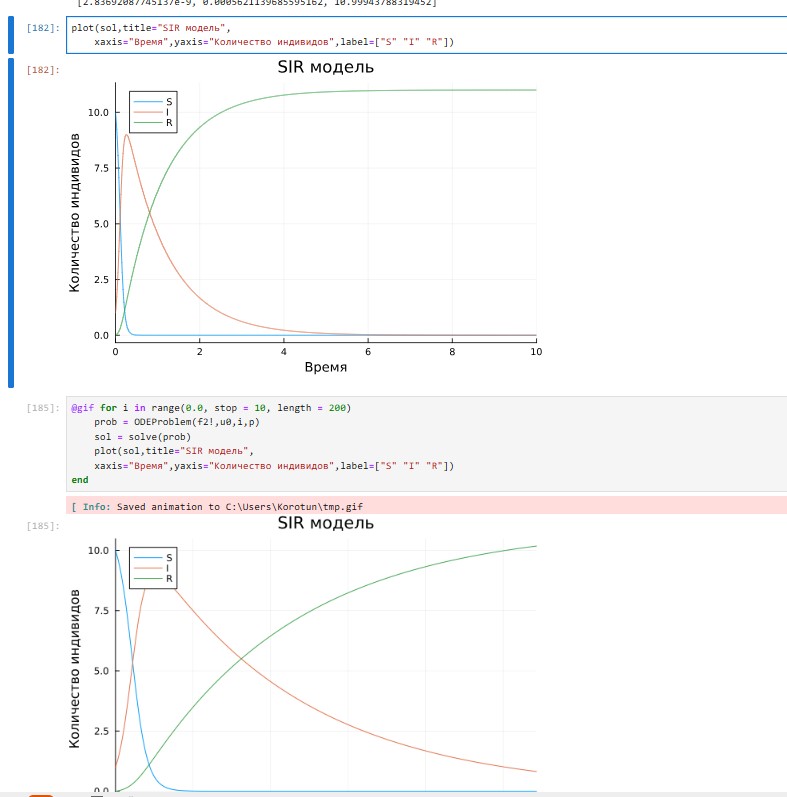 [2.83692087745137e-9, 0.0005621139685595162, 10.99943788319452]
[182]: plot(sol,title="SIR модель",
xaxis="Время",yaxis="Количество индивидов",label=["S" "I" "R"])
[182]:
SIR модель
Количество индивидов
10.0
7.5
5.0
2.5
0.0
S
I
R
0 2 4 6 8 10
Время
[185]: @gif for i in range(0.0, stop = 10, length = 200)
prob = ODEProblem(f2!,u0,i,p)
sol = solve(prob)
plot(sol,title="SIR модель",
xaxis="Время",yaxis="Количество индивидов",label=["S" "I" "R"])
end
[ Info: Saved animation to C:\Users\Korotun\tmp.gif
[185]:
SIR модель
Количество индивидов
10.0
7.5
5.0
2.5
0.0
S
I
R